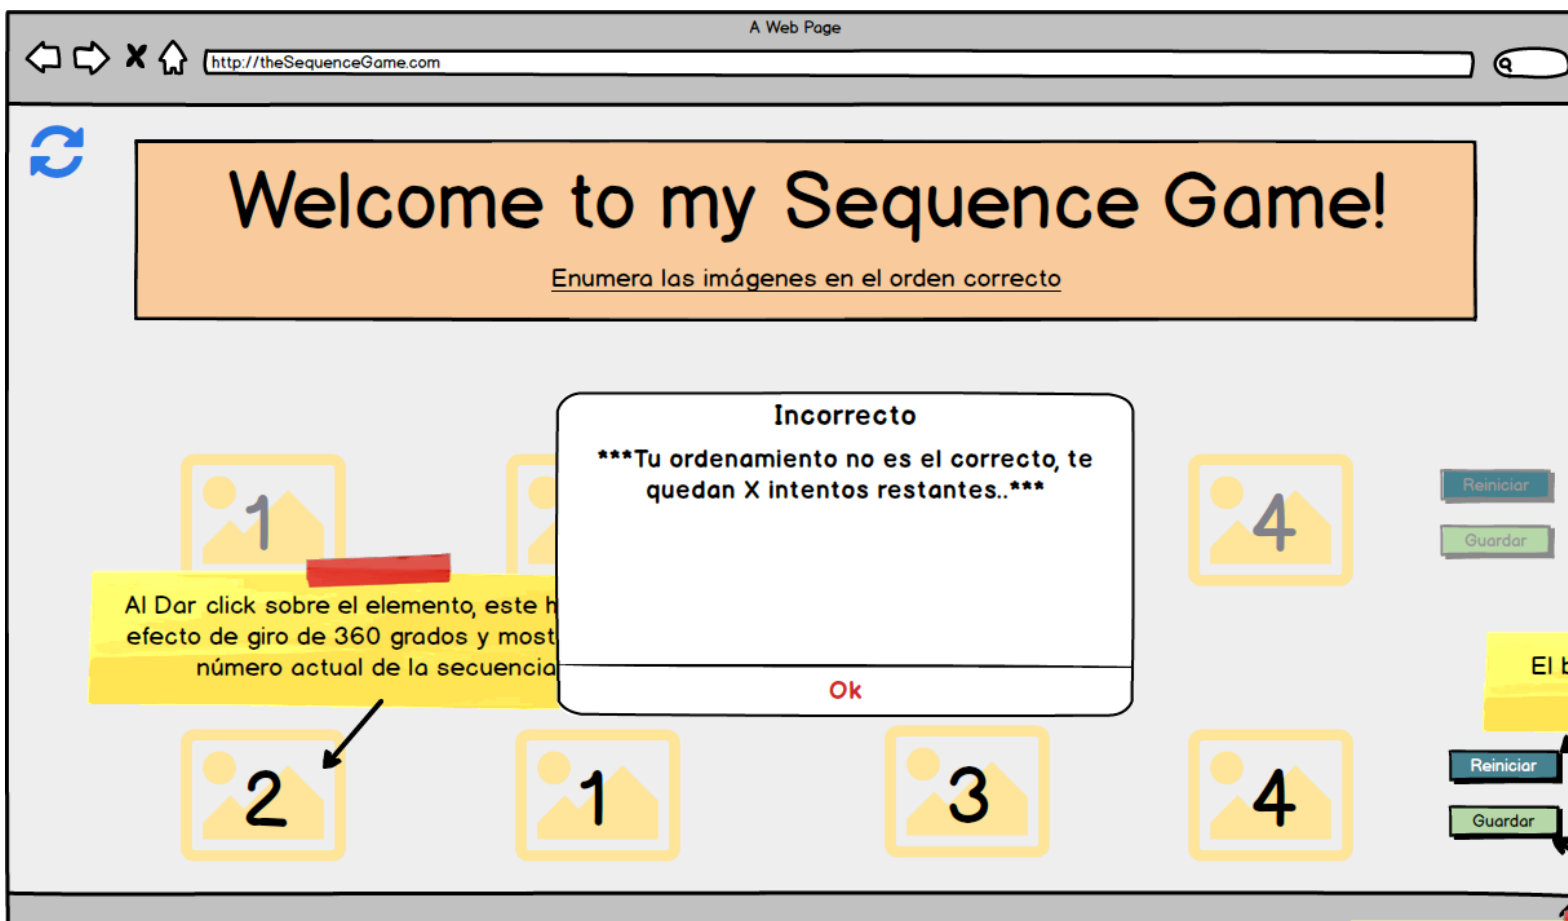 A Web Page
http://theSequenceGame.com
Welcome to my Sequence Game!
Enumera las imágenes en el orden correcto
Incorrecto
***Tu ordenamiento no es el correcto, te
quedan X intentos restantes..***
Ok
1
4
Reiniciar
Guardar
Al Dar click sobre el elemento, este h
efecto de giro de 360 grados y most
número actual de la secuencia
El b
2
1
3
4
Reiniciar
Guardar